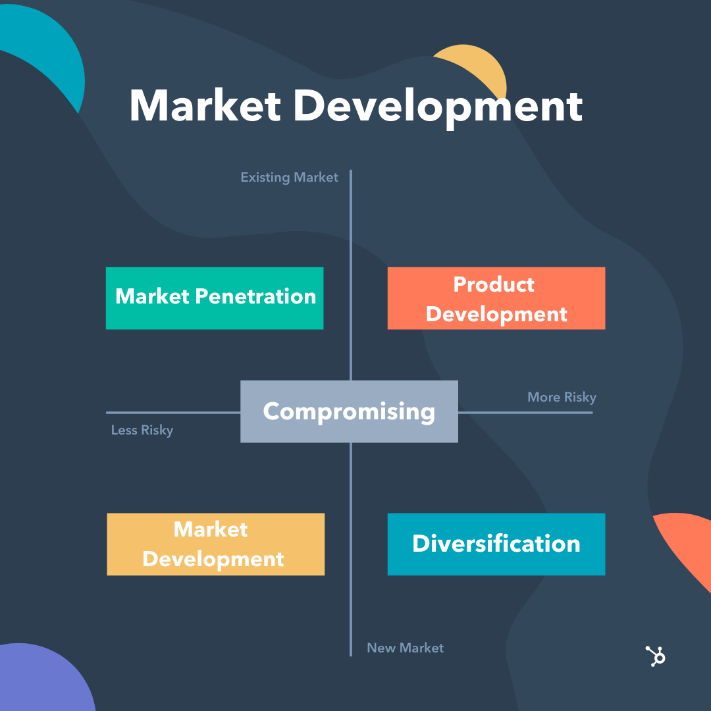 Market Development
Existing Market
Market Penetration
Product
Development
More Risky
Compromising
Less Risky
Market
Development
Diversification
New Market